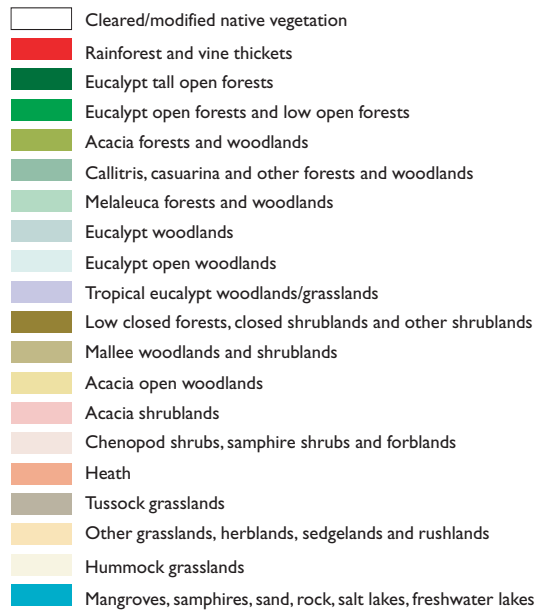 Cleared/modified native vegetation
Rainforest and vine thickets
Eucalypt tall open forests
Eucalypt open forests and low open forests
Acacia forests and woodlands
Callitris, casuarina and other forests and woodlands
Melaleuca forests and woodlands
Eucalypt woodlands
Eucalypt open woodlands
Tropical eucalypt woodlands/grasslands
Low closed forests, closed shrublands and other shrublands
Mallee woodlands and shrublands
Acacia open woodlands
Acacia shrublands
Chenopod shrubs, samphire shrubs and forblands
Heath
Tussock grasslands
Other grasslands, herblands, sedgelands and rushlands
Hummock grasslands
Mangroves, samphires, sand, rock, salt lakes, freshwater lakes